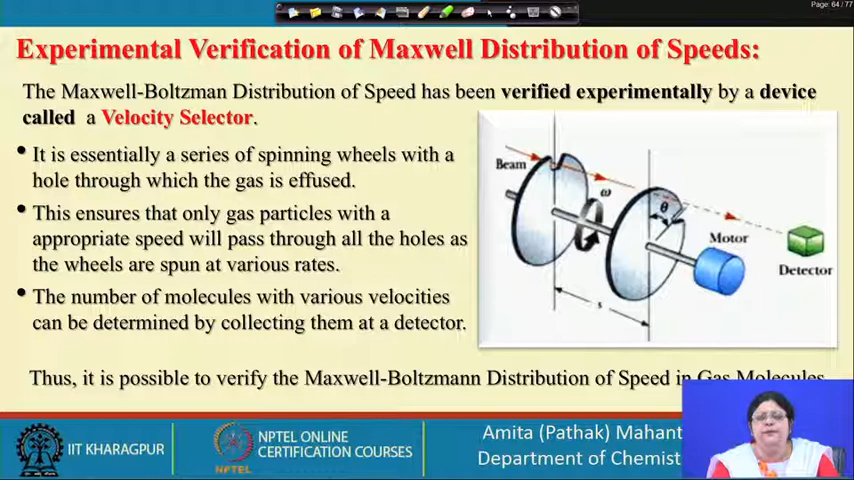 Page: 64 / 77
Experimental Verification of Maxwell Distribution of Speeds:
The Maxwell-Boltzman Distribution of Speed has been verified experimentally by a device
called a Velocity Selector.
• It is essentially a series of spinning wheels with a
hole through which the gas is effused.
• This ensures that only gas particles with a
appropriate speed will pass through all the holes as
the wheels are spun at various rates.
• The number of molecules with various velocities
can be determined by collecting them at a detector.
Beam
ω
θ
Motor
Detector
s
Thus, it is possible to verify the Maxwell-Boltzmann Distribution of Speed in Gas Molecules
IIT KHARAGPUR
NPTEL
NPTEL ONLINE
CERTIFICATION COURSES
Amita (Pathak) Mahant
Department of Chemist